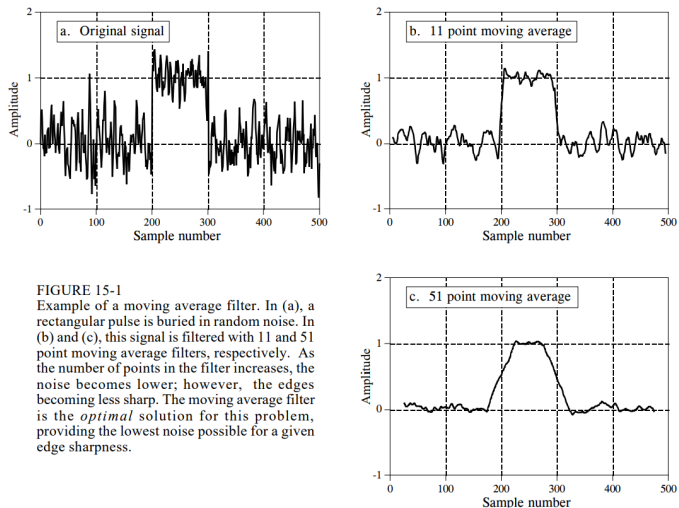 a. Original signal
2
1
0
-1
Amplitude
0 100 200 300 400 500
Sample number
b. 11 point moving average
2
1
0
-1
Amplitude
0 100 200 300 400 500
Sample number
FIGURE 15-1
Example of a moving average filter. In (a), a
rectangular pulse is buried in random noise. In
(b) and (c), this signal is filtered with 11 and 51
point moving average filters, respectively. As
the number of points in the filter increases, the
noise becomes lower; however, the edges
becoming less sharp. The moving average filter
is the optimal solution for this problem,
providing the lowest noise possible for a given
edge sharpness.
c. 51 point moving average
2
1
0
-1
Amplitude
0 100 200 300 400 500
Sample number